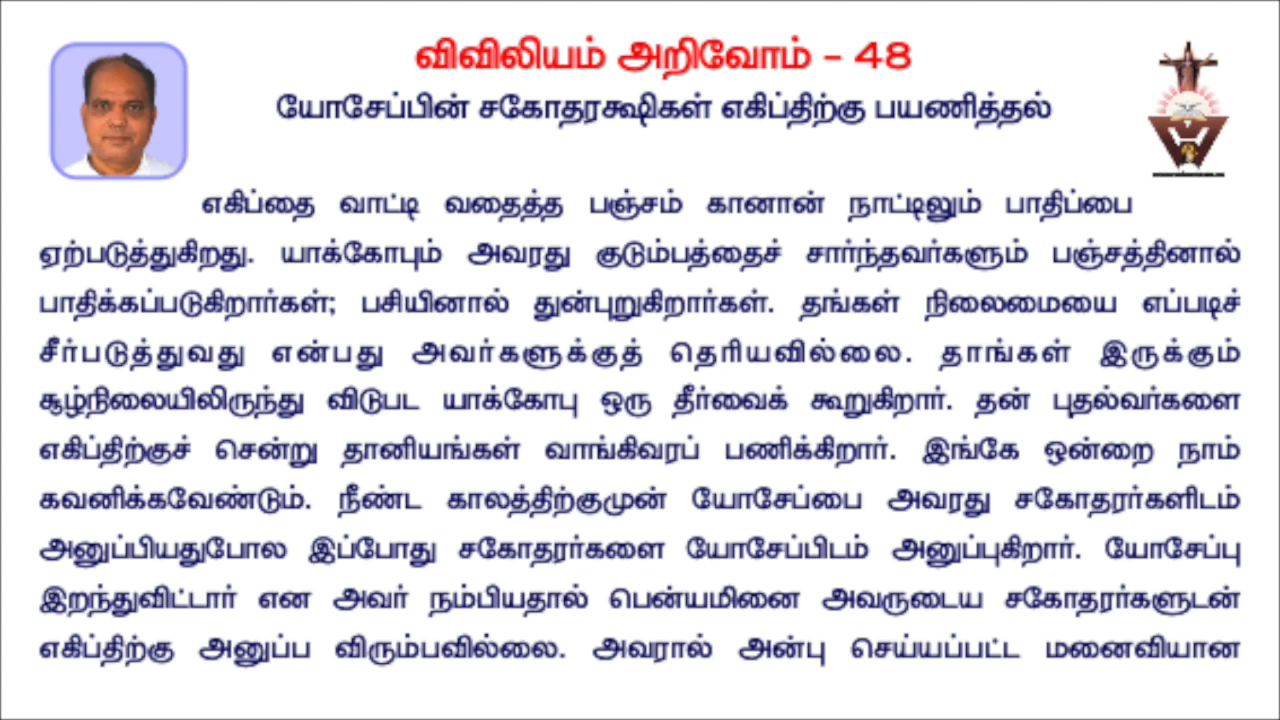 விவிலியம் அறிவோம் – 48
யோசேப்பின் சகோதரக்ஷிகள் எகிப்திற்கு பயணித்தல்
எகிப்தை வாட்டி வதைத்த பஞ்சம் கானான் நாட்டிலும் பாதிப்பை
ஏற்படுத்துகிறது. யாக்கோபும் அவரது குடும்பத்தைச் சார்ந்தவர்களும் பஞ்சத்தினால்
பாதிக்கப்படுகிறார்கள்; பசியினால் துன்புறுகிறார்கள். தங்கள் நிலைமையை எப்படிச்
சீர்படுத்துவது என்பது அவர்களுக்குத் தெரியவில்லை. தாங்கள் இருக்கும்
சூழ்நிலையிலிருந்து விடுபட யாக்கோபு ஒரு தீர்வைக் கூறுகிறார். தன் புதல்வர்களை
எகிப்திற்குச் சென்று தானியங்கள் வாங்கிவரப் பணிக்கிறார். இங்கே ஒன்றை நாம்
கவனிக்கவேண்டும். நீண்ட காலத்திற்குமுன் யோசேப்பை அவரது சகோதரர்களிடம்
அனுப்பியதுபோல இப்போது சகோதரர்களை யோசேப்பிடம் அனுப்புகிறார். யோசேப்பு
இறந்துவிட்டார் என அவர் நம்பியதால் பென்யமினை அவருடைய சகோதரர்களுடன்
எகிப்திற்கு அனுப்ப விரும்பவில்லை. அவரால் அன்பு செய்யப்பட்ட மனைவியான